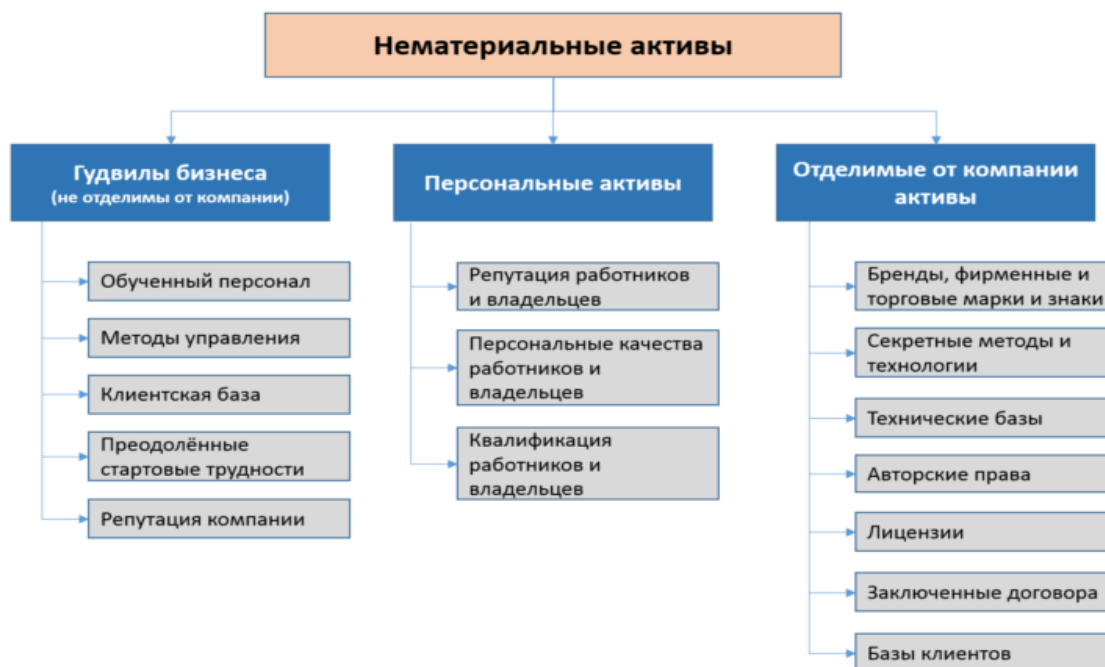 Нематериальные активы
Гудвилы бизнеса
(не отделимы от компании)
Обученный персонал
Методы управления
Клиентская база
Преодолённые
стартовые трудности
Репутация компании
Персональные активы
Репутация работников
и владельцев
Персональные качества
работников и
владельцев
Квалификация
работников и
владельцев
Отделимые от компании
активы
Бренды, фирменные и
торговые марки и знаки
Секретные методы и
технологии
Технические базы
Авторские права
Лицензии
Заключенные договора
Базы клиентов